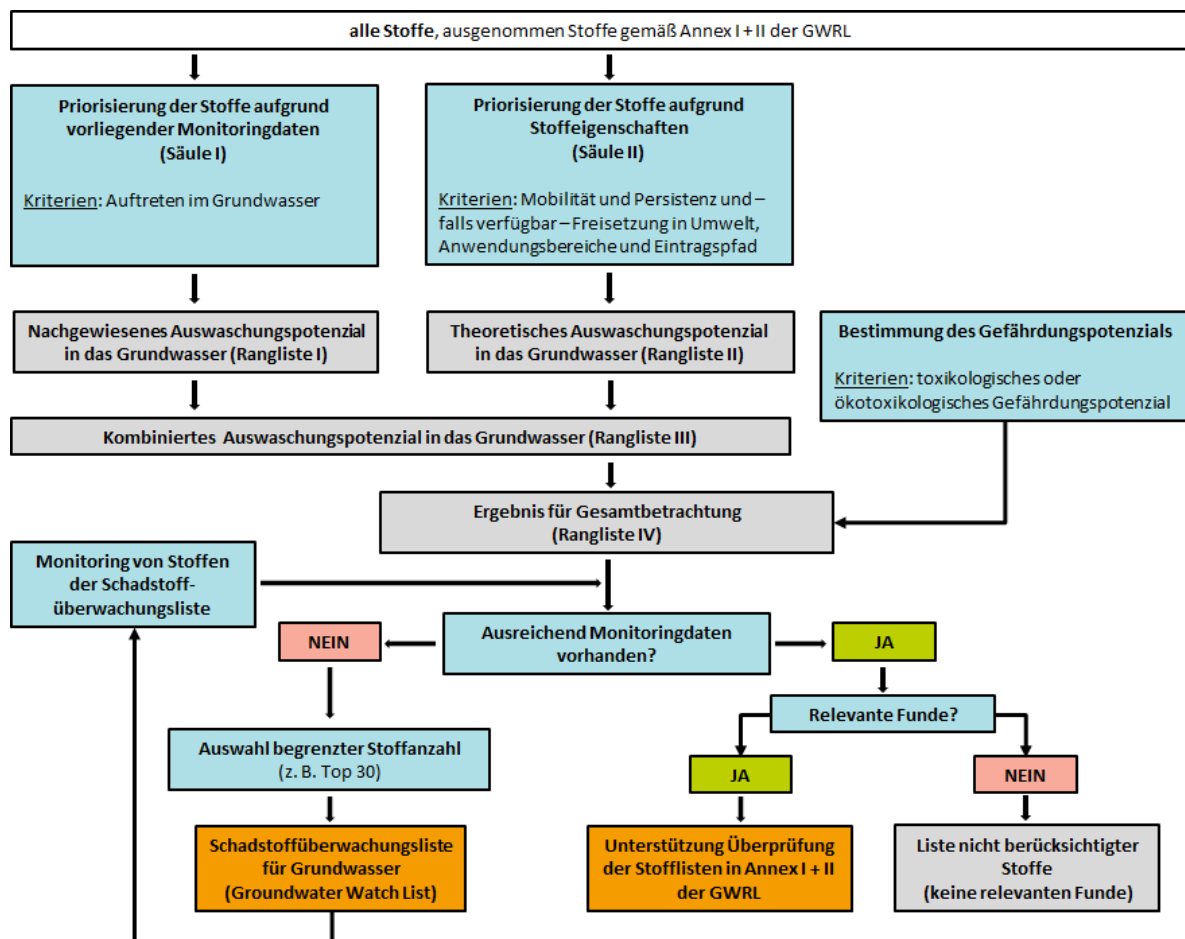 alle Stoffe, ausgenommen Stoffe gemäß Annex I + II der GWRL
Priorisierung der Stoffe aufgrund
vorliegender Monitoringdaten
(Säule I)
Kriterien: Auftreten im Grundwasser
Priorisierung der Stoffe aufgrund
Stoffeigenschaften
(Säule II)
Kriterien: Mobilität und Persistenz und –
falls verfügbar – Freisetzung in Umwelt,
Anwendungsbereiche und Eintragspfad
Nachgewiesenes Auswaschungspotenzial
in das Grundwasser (Rangliste I)
Theoretisches Auswaschungspotenzial
in das Grundwasser (Rangliste II)
Bestimmung des Gefährdungspotenzials
Kriterien: toxikologisches oder
ökotoxikologisches Gefährdungspotenzial
Kombiniertes Auswaschungspotenzial in das Grundwasser (Rangliste III)
Ergebnis für Gesamtbetrachtung
(Rangliste IV)
Monitoring von Stoffen
der Schadstoff-
überwachungsliste
Ausreichend Monitoringdaten
vorhanden?
NEIN
JA
Relevante Funde?
Auswahl begrenzter Stoffanzahl
(z. B. Top 30)
JA
NEIN
Schadstoffüberwachungsliste
für Grundwasser
(Groundwater Watch List)
Unterstützung Überprüfung
der Stofflisten in Annex I + II
der GWRL
Liste nicht berücksichtigter
Stoffe
(keine relevanten Funde)